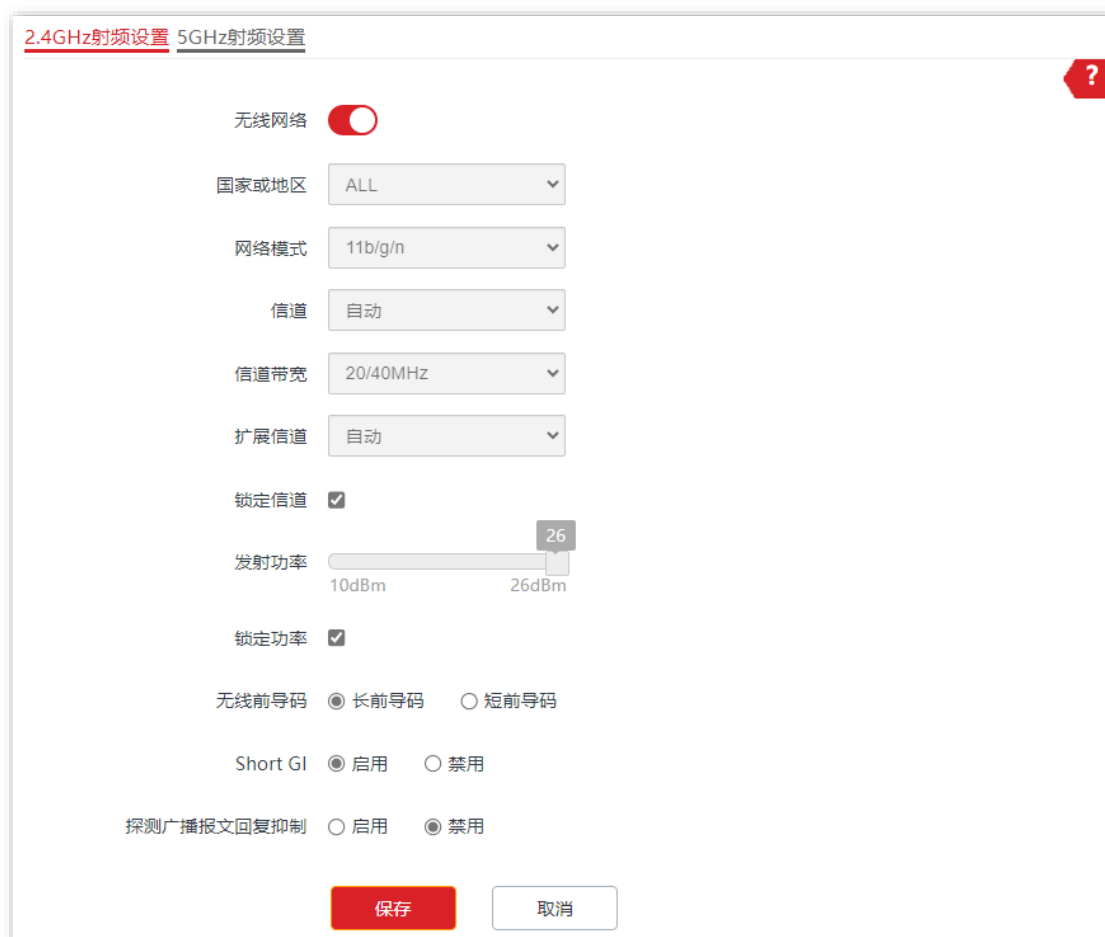 2.4GHz射频设置 5GHz射频设置
?
无线网络
国家或地区 ALL
网络模式 11b/g/n
信道 自动
信道带宽 20/40MHz
扩展信道 自动
锁定信道
26
发射功率
10dBm 26dBm
锁定功率
无线前导码 长前导码 短前导码
Short GI 启用 禁用
探测广播报文回复抑制 启用 禁用
保存 取消